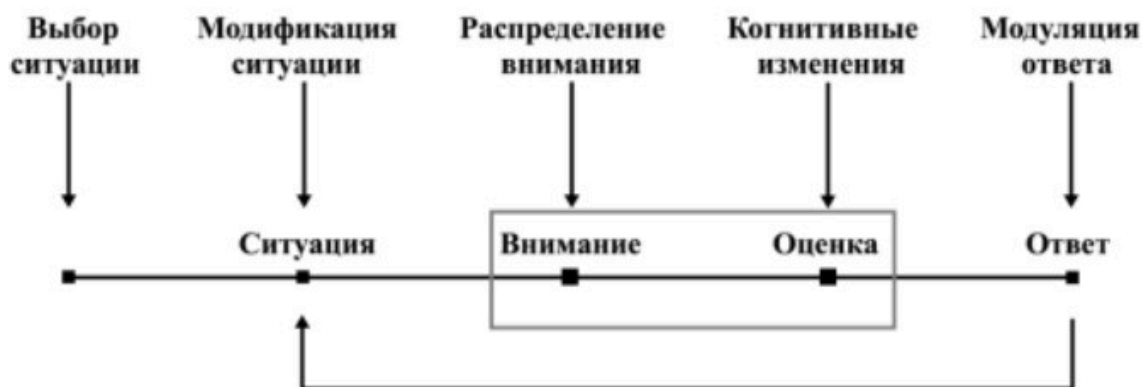 Выбор
ситуации
Модификация
ситуации
Распределение
внимания
Когнитивные
изменения
Модуляция
ответа
Ситуация
Внимание
Оценка
Ответ